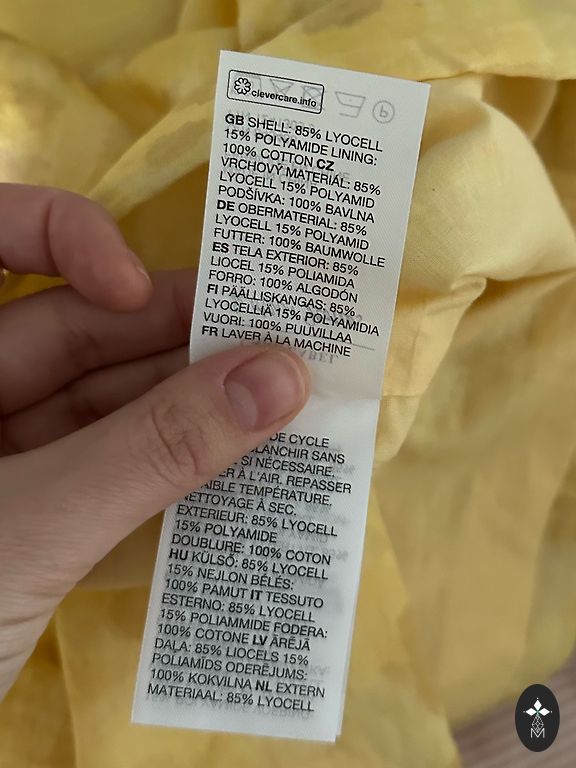 clevercare.info
GB SHELL: 85% LYOCELL
15% POLYAMIDE LINING:
100% COTTON CZ
VRCHOVÝ MATERIÁL: 85%
LYOCELL 15% POLYAMID
PODŠÍVKA: 100% BAVLNA
DE OBERMATERIAL: 85%
LYOCELL 15% POLYAMID
FUTTER: 100% BAUMWOLLE
ES TELA EXTERIOR: 85%
LIOCEL 15% POLIAMIDA
FORRO: 100% ALGODÓN
FI PÄÄLLISKANGAS: 85%
LYOCELLIA 15% POLYAMIDIA
VUORI: 100% PUUVILLAA
FR LAVER À LA MACHINE
DE CYCLE
SANS
SI NÉCESSAIRE.
À L'AIR. REPASSER
TEMPÉRATURE.
NETTOYAGE À SEC.
EXTERIEUR: 85% LYOCELL
15% POLYAMIDE
DOUBLURE: 100% COTON
HU KÜLSŐ: 85% LYOCELL
15% NEJLON BÉLÉS:
100% PAMUT IT TESSUTO
ESTERNO: 85% LYOCELL
15% POLIAMMIDE FODERA:
100% COTONE LV ĀRĒJĀ
DAĻA: 85% LIOCELS 15%
POLIAMĪDS ODERĒJUMS:
100% KOKVILNA NL EXTERN
MATERIAAL: 85% LYOCELL